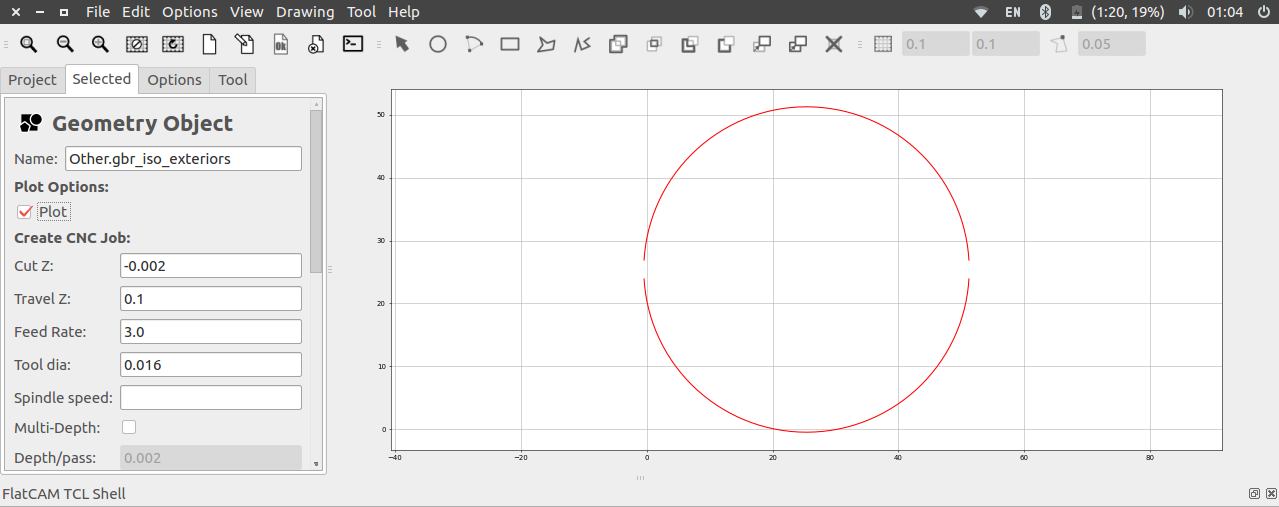 File Edit Options View Drawing Tool Help EN (1:20, 19%) 01:04
Ok 0.1 0.1 0.05
Project Selected Options Tool
Geometry Object
Name: Other.gbr_iso_exteriors
Plot Options:
Plot
Create CNC Job:
Cut Z: -0.002
Travel Z: 0.1
Feed Rate: 3.0
Tool dia: 0.016
Spindle speed:
Multi-Depth:
Depth/pass: 0.002
50
40
30
20
10
0
−40 −20 0 20 40 60 80
FlatCAM TCL Shell